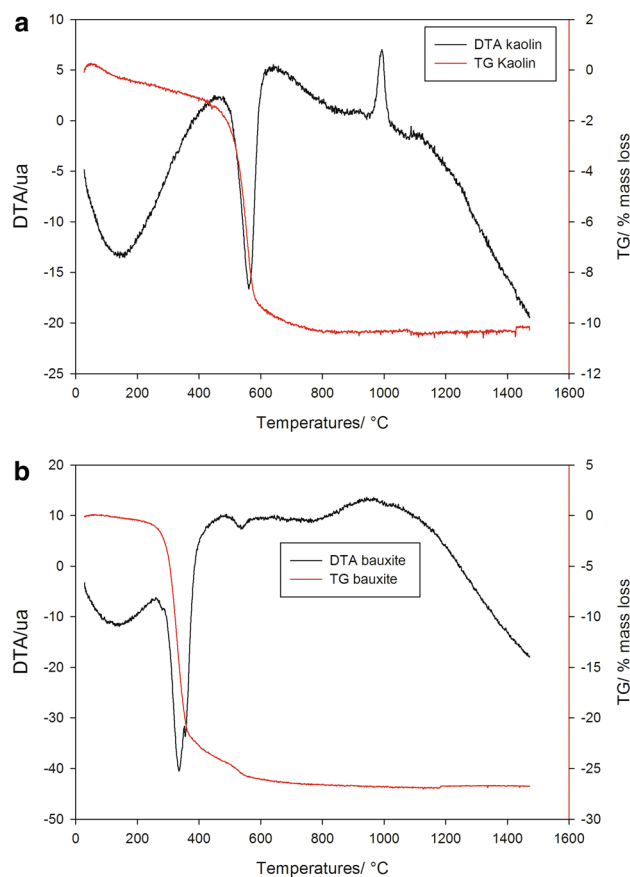 a
10
5
0
-5
-10
-15
-20
-25
DTA/ua
DTA kaolin
TG Kaolin
2
0
-2
-4
-6
-8
-10
-12
TG/ % mass loss
0 200 400 600 800 1000 1200 1400 1600
Temperatures/ °C
b
20
10
0
-10
-20
-30
-40
-50
DTA/ua
DTA bauxite
TG bauxite
5
0
-5
-10
-15
-20
-25
-30
TG/ % mass loss
0 200 400 600 800 1000 1200 1400 1600
Temperatures/ °C